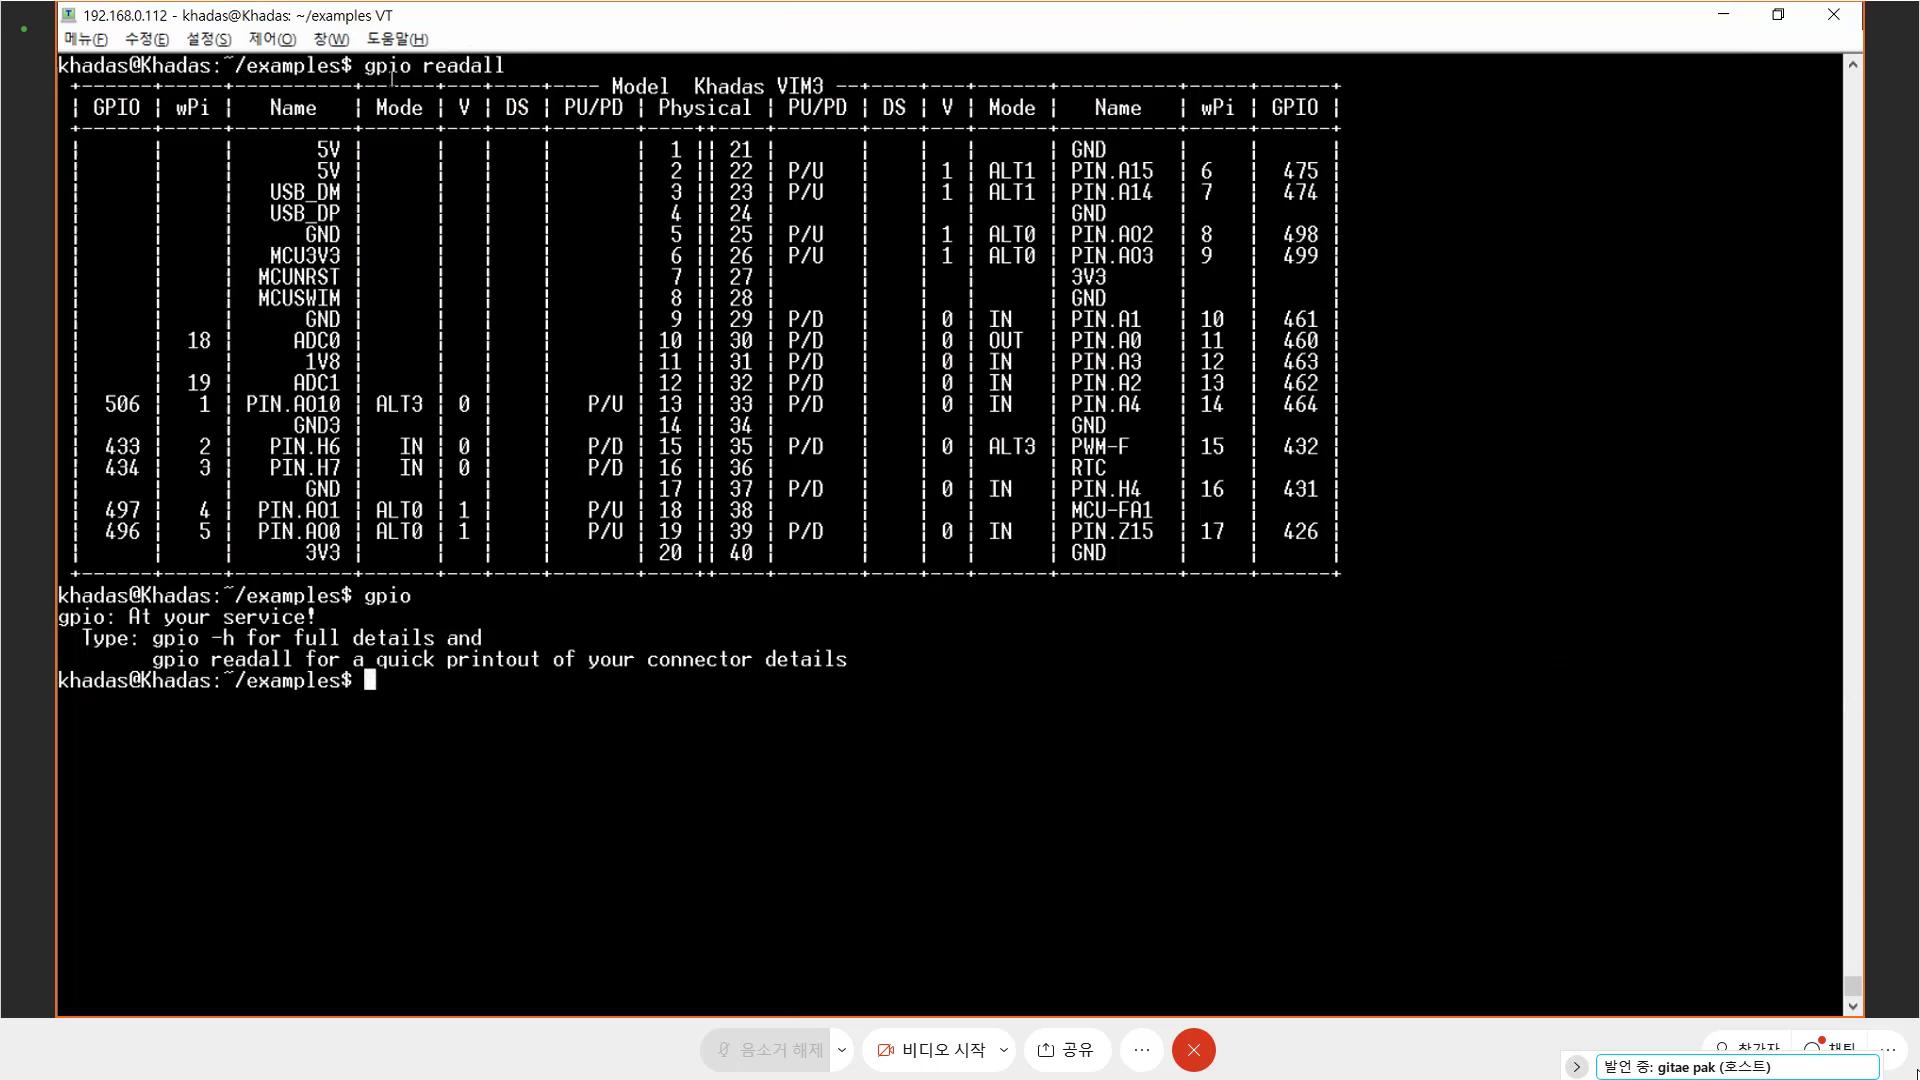 192.168.0.112 - khadas@Khadas: ~/examples VT
메뉴(F) 수정(E) 설정(S) 제어(O) 창(W) 도움말(H)
khadas@Khadas:~/examples$ gpio readall
+------+-----+----------+------+---+----+---- Model  Khadas VIM3 --+----+---+------+----------+-----+------+
| GPIO | wPi |   Name   | Mode | V | DS | PU/PD | Physical | PU/PD | DS | V | Mode |   Name   | wPi | GPIO |
+------+-----+----------+------+---+----+-------+----++----+-------+----+---+------+----------+-----+------+
|      |     |       5V |      |   |    |       |  1 || 21 |       |    |   |      | GND      |     |      |
|      |     |       5V |      |   |    |       |  2 || 22 | P/U   |    | 1 | ALT1 | PIN.A15  | 6   |  475 |
|      |     |   USB_DM |      |   |    |       |  3 || 23 | P/U   |    | 1 | ALT1 | PIN.A14  | 7   |  474 |
|      |     |   USB_DP |      |   |    |       |  4 || 24 |       |    |   |      | GND      |     |      |
|      |     |      GND |      |   |    |       |  5 || 25 | P/U   |    | 1 | ALT0 | PIN.AO2  | 8   |  498 |
|      |     |   MCU3V3 |      |   |    |       |  6 || 26 | P/U   |    | 1 | ALT0 | PIN.AO3  | 9   |  499 |
|      |     |  MCUNRST |      |   |    |       |  7 || 27 |       |    |   |      | 3V3      |     |      |
|      |     |  MCUSWIM |      |   |    |       |  8 || 28 |       |    |   |      | GND      |     |      |
|      |     |      GND |      |   |    |       |  9 || 29 | P/D   |    | 0 | IN   | PIN.A1   | 10  |  461 |
|      |  18 |     ADC0 |      |   |    |       | 10 || 30 | P/D   |    | 0 | OUT  | PIN.A0   | 11  |  460 |
|      |     |      1V8 |      |   |    |       | 11 || 31 | P/D   |    | 0 | IN   | PIN.A3   | 12  |  463 |
|      |  19 |     ADC1 |      |   |    |       | 12 || 32 | P/D   |    | 0 | IN   | PIN.A2   | 13  |  462 |
|  506 |   1 | PIN.AO10 | ALT3 | 0 |    |   P/U | 13 || 33 | P/D   |    | 0 | IN   | PIN.A4   | 14  |  464 |
|      |     |     GND3 |      |   |    |       | 14 || 34 |       |    |   |      | GND      |     |      |
|  433 |   2 |   PIN.H6 |   IN | 0 |    |   P/D | 15 || 35 | P/D   |    | 0 | ALT3 | PWM-F    | 15  |  432 |
|  434 |   3 |   PIN.H7 |   IN | 0 |    |   P/D | 16 || 36 |       |    |   |      | RTC      |     |      |
|      |     |      GND |      |   |    |       | 17 || 37 | P/D   |    | 0 | IN   | PIN.H4   | 16  |  431 |
|  497 |   4 |  PIN.AO1 | ALT0 | 1 |    |   P/U | 18 || 38 |       |    |   |      | MCU-FA1  |     |      |
|  496 |   5 |  PIN.AO0 | ALT0 | 1 |    |   P/U | 19 || 39 | P/D   |    | 0 | IN   | PIN.Z15  | 17  |  426 |
|      |     |      3V3 |      |   |    |       | 20 || 40 |       |    |   |      | GND      |     |      |
+------+-----+----------+------+---+----+-------+----++----+-------+----+---+------+----------+-----+------+
khadas@Khadas:~/examples$ gpio
gpio: At your service!
  Type: gpio -h for full details and
        gpio readall for a quick printout of your connector details
khadas@Khadas:~/examples$
음소거 해제 비디오 시작 공유 ... 참가자 채팅 ...
발언 중: gitae pak (호스트)